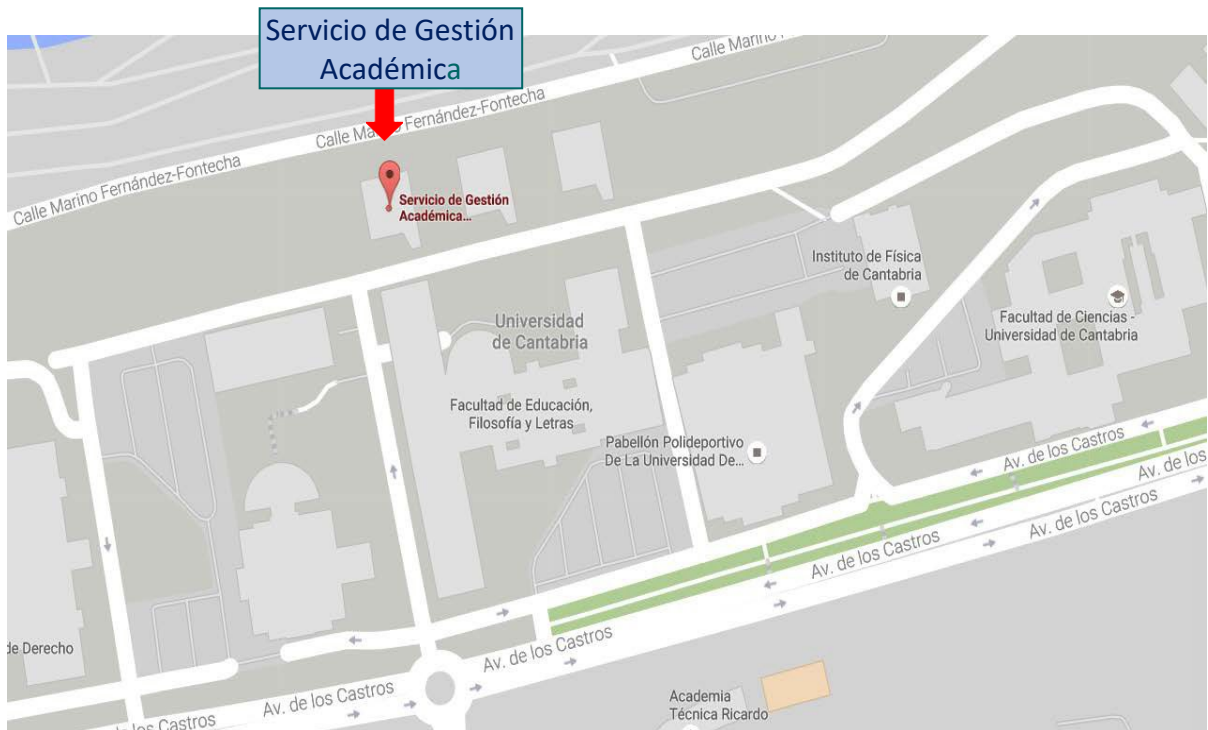 Servicio de Gestión
Académica
Calle Marino F
Calle Ma
no Fernández-Fontecha
Calle Marino Fernández-Fontecha
Servicio de Gestión
Académica...
Instituto de Física
de Cantabria
Universidad
de Cantabria
Facultad de Ciencias -
Universidad de Cantabria
Facultad de Educación,
Filosofía y Letras
Pabellón Polideportivo
De La Universidad De...
Av. de los Castros
Av. de los
Av. de los Castros
Av. de los Castros
de Derecho
Av. de los Castros
Av. de los Castros
los Castros
Academia
Técnica Ricardo